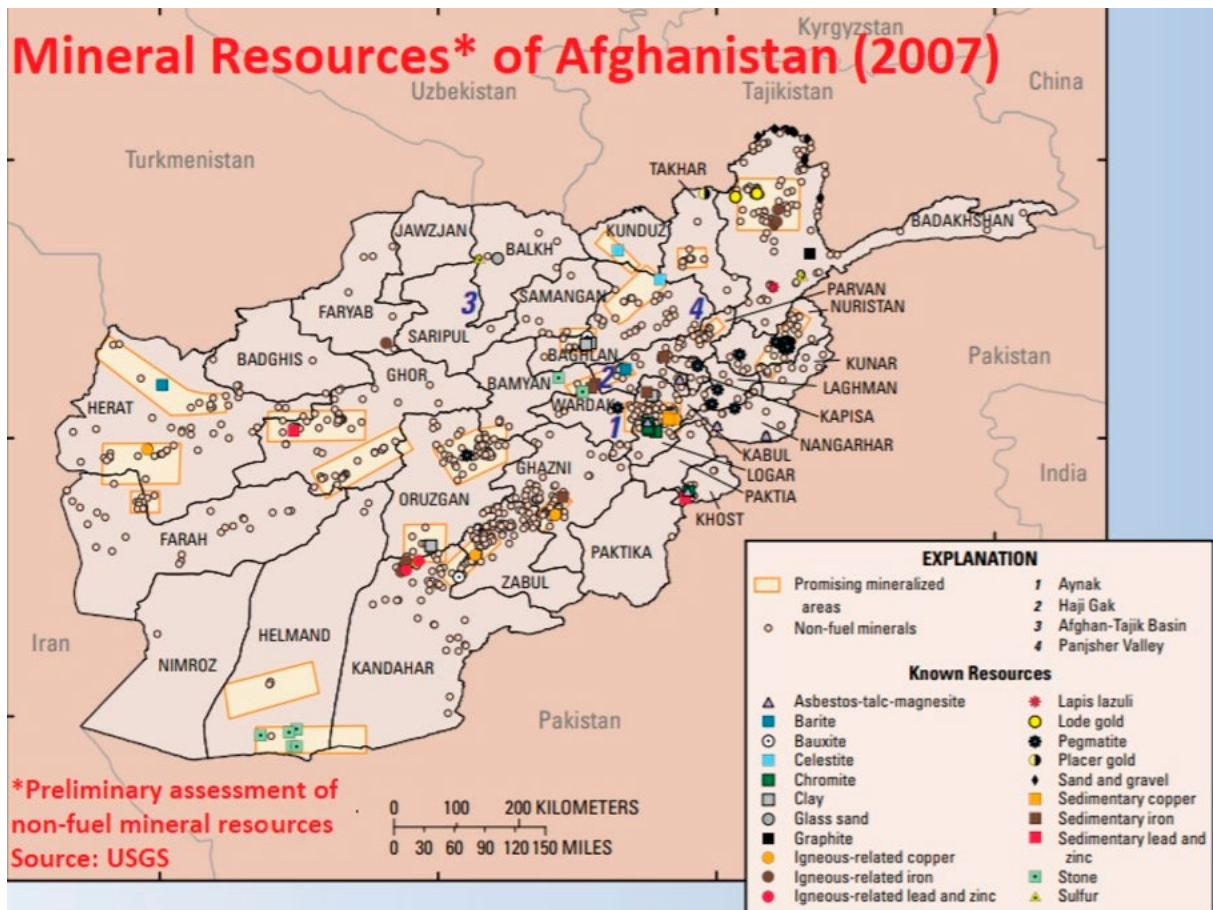 Mineral Resources* of Afghanistan (2007)
Kyrgyzstan
China
Uzbekistan
Tajikistan
Turkmenistan
TAKHAR
BADAKHSHAN
JAWZJAN
BALKH
KUNDUZ
3
SAMANGAN
4
PARVAN
NURISTAN
FARYAB
SARIPUL
BADGHIS
BAGHLAN
KUNAR
Pakistan
GHOR
BAMYAN
2
LAGHMAN
HERAT
WARDAK
KAPISA
1
NANGARHAR
KABUL
LOGAR
GHAZNI
PAKTIA
India
ORUZGAN
KHOST
FARAH
PAKTIKA
ZABUL
Iran
HELMAND
NIMROZ
KANDAHAR
Pakistan
*Preliminary assessment of
non-fuel mineral resources
Source: USGS
0 100 200 KILOMETERS
0 30 60 90 120 150 MILES
EXPLANATION
Promising mineralized
areas
Non-fuel minerals
1 Aynak
2 Haji Gak
3 Afghan-Tajik Basin
4 Panjsher Valley
Known Resources
Asbestos-talc-magnesite
Barite
Bauxite
Celestite
Chromite
Clay
Glass sand
Graphite
Igneous-related copper
Igneous-related iron
Igneous-related lead and zinc
Lapis lazuli
Lode gold
Pegmatite
Placer gold
Sand and gravel
Sedimentary copper
Sedimentary iron
Sedimentary lead and
zinc
Stone
Sulfur